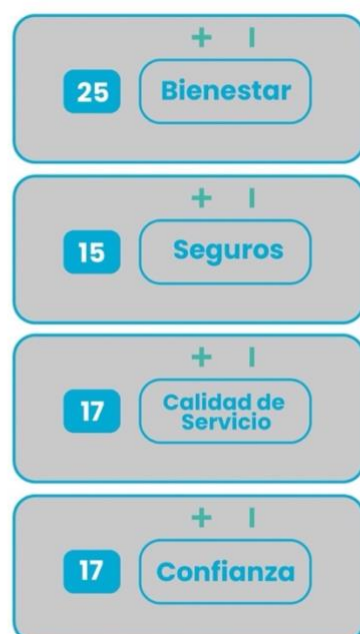 + I
25 Bienestar
+ I
15 Seguros
+ I
17 Calidad de
Servicio
+ I
17 Confianza